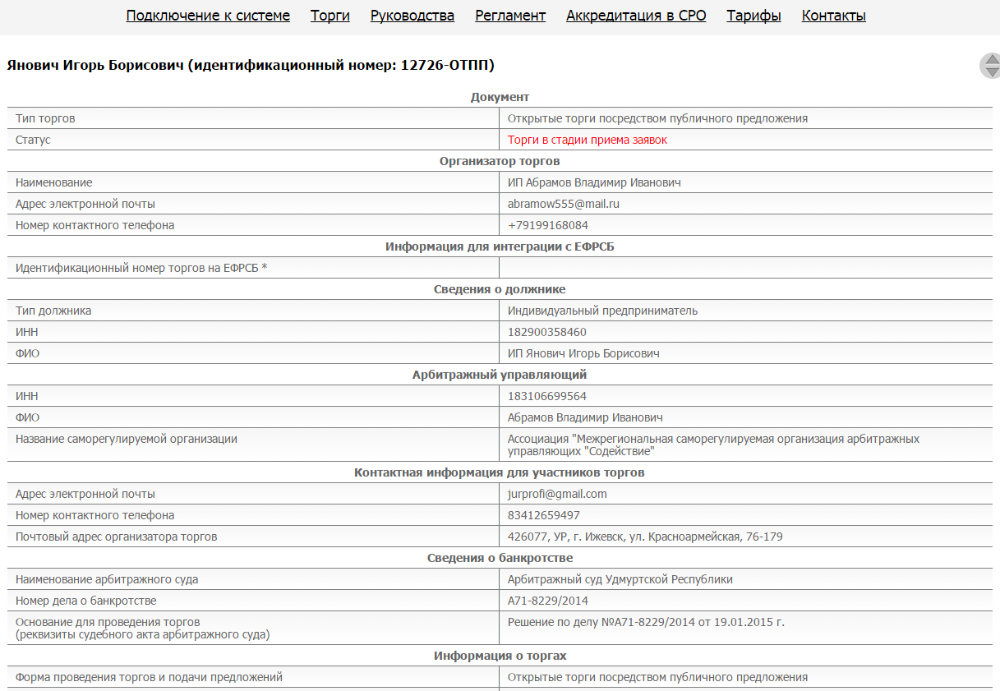 Подключение к системе Торги Руководства Регламент Аккредитация в СРО Тарифы Контакты
Янович Игорь Борисович (идентификационный номер: 12726-ОТПП)
Документ
Тип торгов Открытые торги посредством публичного предложения
Статус Торги в стадии приема заявок
Организатор торгов
Наименование ИП Абрамов Владимир Иванович
Адрес электронной почты abramow555@mail.ru
Номер контактного телефона +79199168084
Информация для интеграции с ЕФРСБ
Идентификационный номер торгов на ЕФРСБ *
Сведения о должнике
Тип должника Индивидуальный предприниматель
ИНН 182900358460
ФИО ИП Янович Игорь Борисович
Арбитражный управляющий
ИНН 183106699564
ФИО Абрамов Владимир Иванович
Название саморегулируемой организации Ассоциация "Межрегиональная саморегулируемая организация арбитражных
управляющих "Содействие"
Контактная информация для участников торгов
Адрес электронной почты jurprofi@gmail.com
Номер контактного телефона 83412659497
Почтовый адрес организатора торгов 426077, УР, г. Ижевск, ул. Красноармейская, 76-179
Сведения о банкротстве
Наименование арбитражного суда Арбитражный суд Удмуртской Республики
Номер дела о банкротстве А71-8229/2014
Основание для проведения торгов Решение по делу №А71-8229/2014 от 19.01.2015 г.
(реквизиты судебного акта арбитражного суда)
Информация о торгах
Форма проведения торгов и подачи предложений Открытые торги посредством публичного предложения